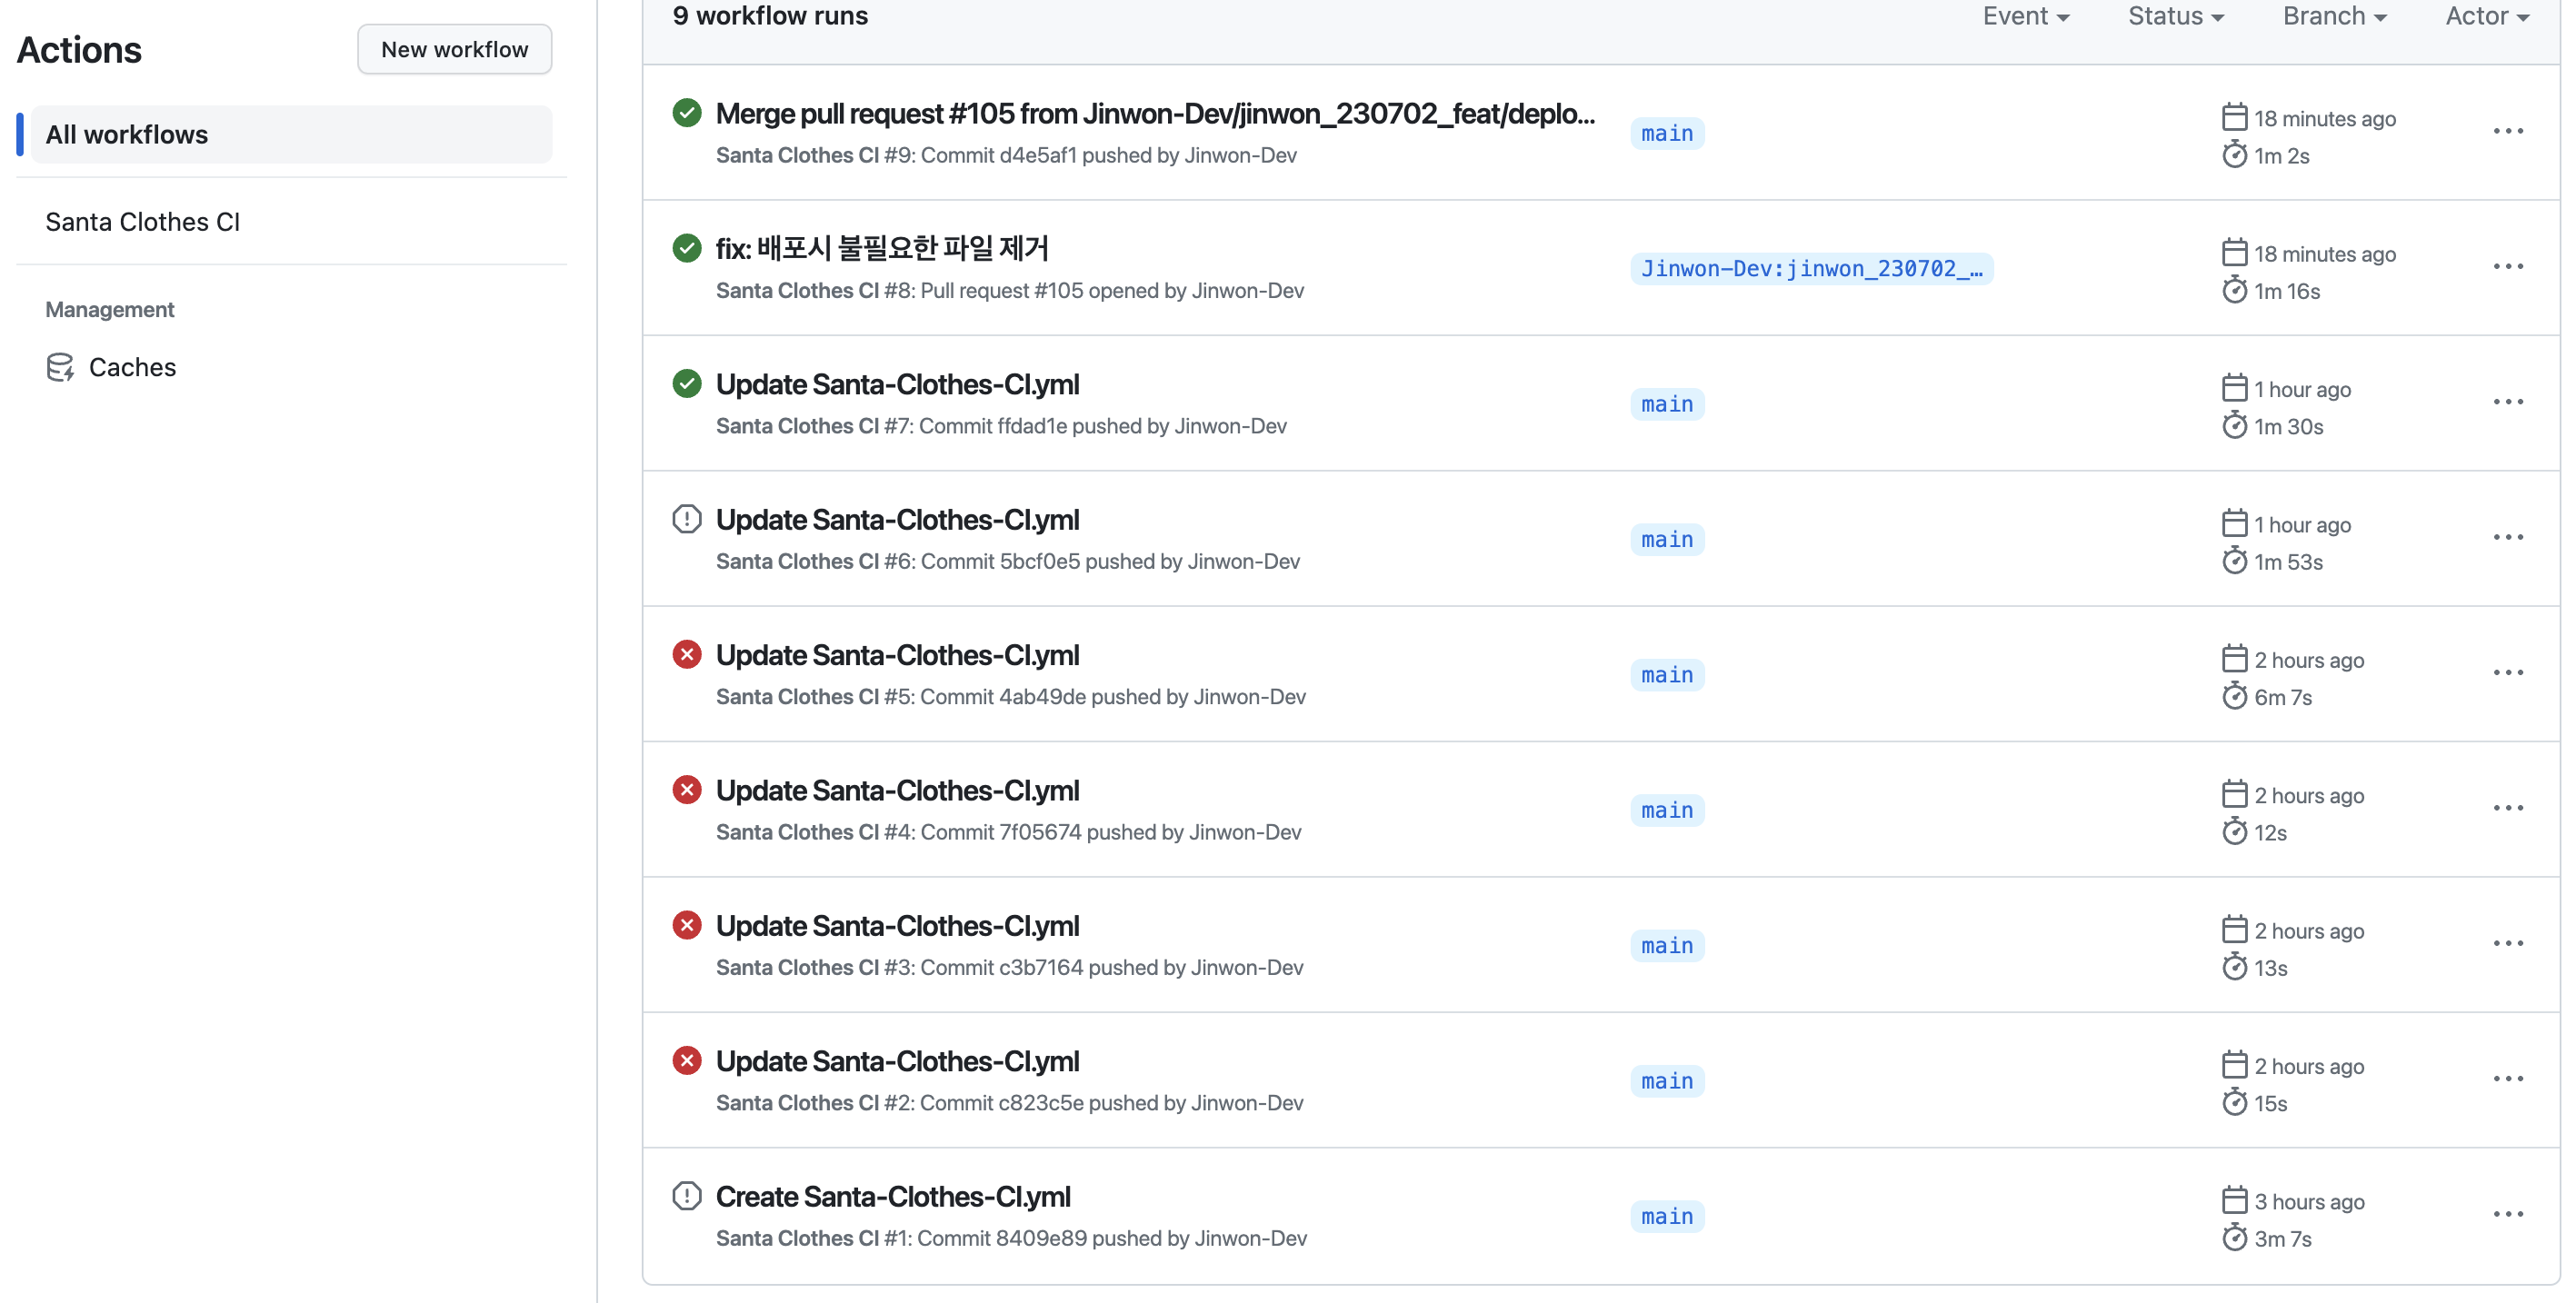 Actions
New workflow
All workflows
Santa Clothes CI
Management
Caches
9 workflow runs
Event
Status
Branch
Actor
Merge pull request #105 from Jinwon-Dev/jinwon_230702_feat/deplo...
Santa Clothes CI #9: Commit d4e5af1 pushed by Jinwon-Dev
main
18 minutes ago
1m 2s
fix: 배포시 불필요한 파일 제거
Santa Clothes CI #8: Pull request #105 opened by Jinwon-Dev
Jinwon-Dev:jinwon_230702_…
18 minutes ago
1m 16s
Update Santa-Clothes-CI.yml
Santa Clothes CI #7: Commit ffdad1e pushed by Jinwon-Dev
main
1 hour ago
1m 30s
Update Santa-Clothes-CI.yml
Santa Clothes CI #6: Commit 5bcf0e5 pushed by Jinwon-Dev
main
1 hour ago
1m 53s
Update Santa-Clothes-CI.yml
Santa Clothes CI #5: Commit 4ab49de pushed by Jinwon-Dev
main
2 hours ago
6m 7s
Update Santa-Clothes-CI.yml
Santa Clothes CI #4: Commit 7f05674 pushed by Jinwon-Dev
main
2 hours ago
12s
Update Santa-Clothes-CI.yml
Santa Clothes CI #3: Commit c3b7164 pushed by Jinwon-Dev
main
2 hours ago
13s
Update Santa-Clothes-CI.yml
Santa Clothes CI #2: Commit c823c5e pushed by Jinwon-Dev
main
2 hours ago
15s
Create Santa-Clothes-CI.yml
Santa Clothes CI #1: Commit 8409e89 pushed by Jinwon-Dev
main
3 hours ago
3m 7s